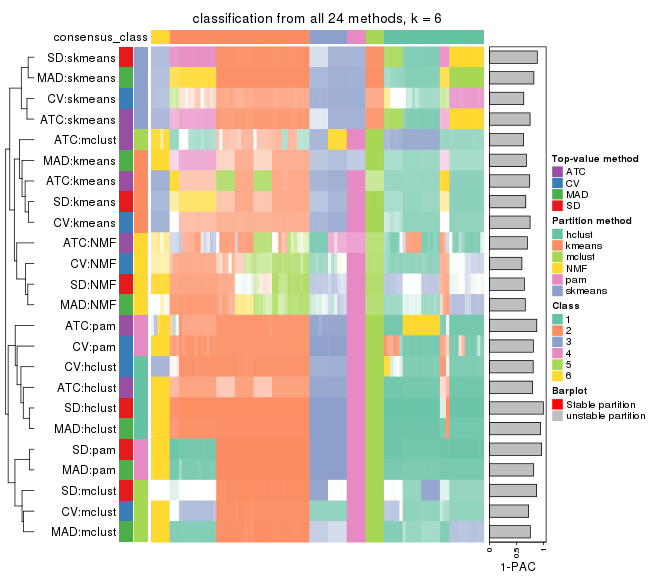 classification from all 24 methods, k = 6
consensus_class
SD:skmeans
MAD:skmeans
CV:skmeans
ATC:skmeans
ATC:mclust
MAD:kmeans
ATC:kmeans
SD:kmeans
CV:kmeans
ATC:NMF
CV:NMF
SD:NMF
MAD:NMF
ATC:pam
CV:pam
CV:hclust
ATC:hclust
SD:hclust
MAD:hclust
SD:pam
MAD:pam
SD:mclust
CV:mclust
MAD:mclust
0
0.5
1
1-PAC
Top-value method
ATC
CV
MAD
SD
Partition method
hclust
kmeans
mclust
NMF
pam
skmeans
Class
1
2
3
4
5
6
Barplot
Stable partition
unstable partition